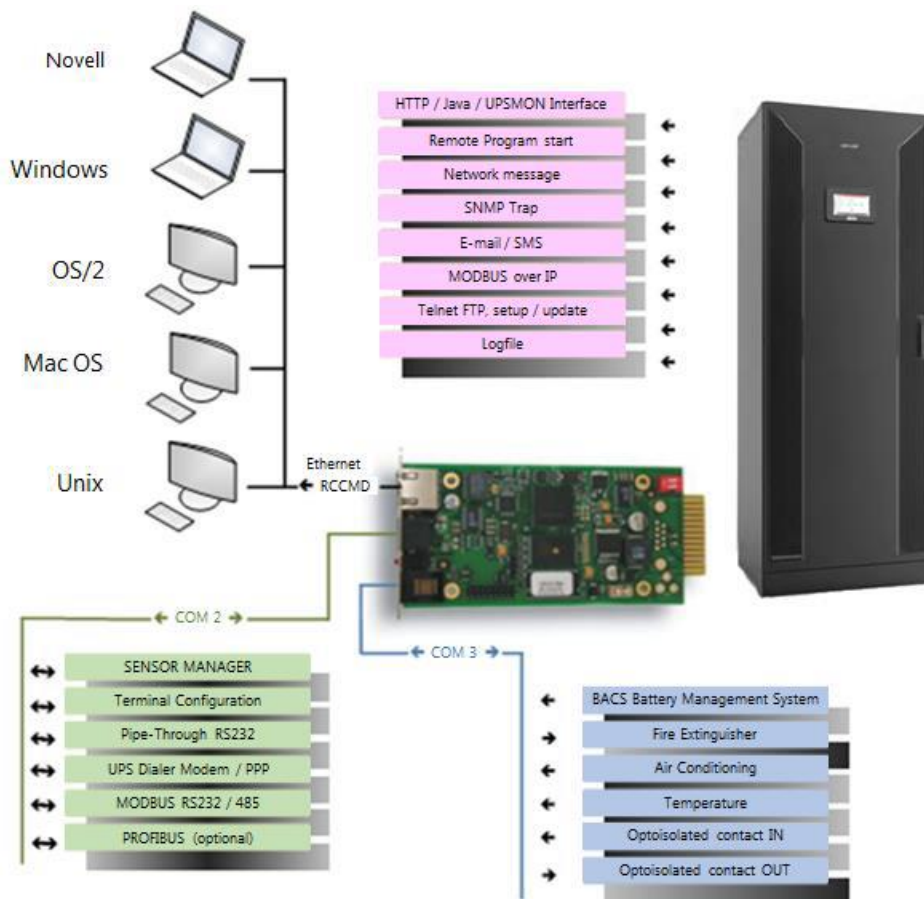 Novell
Windows
OS/2
Mac OS
Unix
HTTP / Java / UPSMON Interface
Remote Program start
Network message
SNMP Trap
E-mail / SMS
MODBUS over IP
Telnet FTP, setup / update
Logfile
Ethernet
RCCMD
COM 2
COM 3
SENSOR MANAGER
Terminal Configuration
Pipe-Through RS232
UPS Dialer Modem / PPP
MODBUS RS232 / 485
PROFIBUS (optional)
BACS Battery Management System
Fire Extinguisher
Air Conditioning
Temperature
Optoisolated contact IN
Optoisolated contact OUT